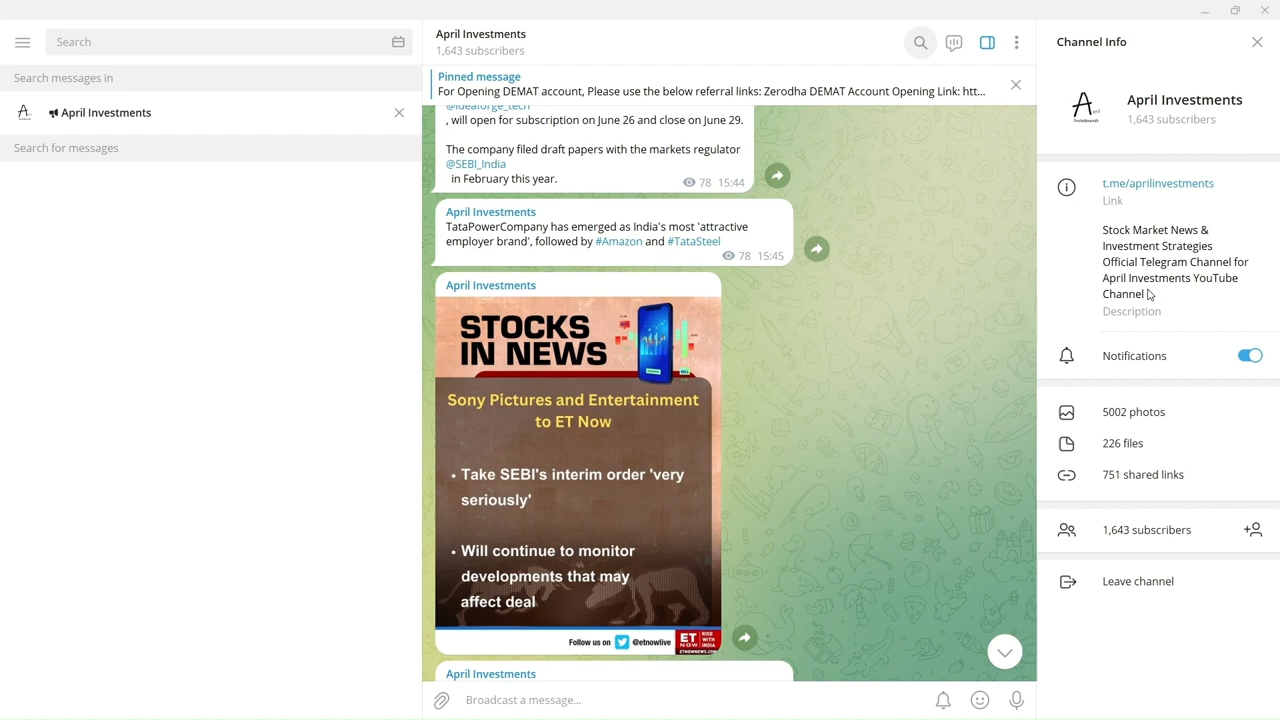 Search
Search messages in
April Investments
Search for messages
April Investments
1,643 subscribers
Pinned message
For Opening DEMAT account, Please use the below referral links: Zerodha DEMAT Account Opening Link: htt...
@ideaforge_tech
, will open for subscription on June 26 and close on June 29.
The company filed draft papers with the markets regulator
@SEBI_India
in February this year.
78 15:44
April Investments
TataPowerCompany has emerged as India's most 'attractive
employer brand', followed by #Amazon and #TataSteel
78 15:45
April Investments
STOCKS
IN NEWS
Sony Pictures and Entertainment
to ET Now
• Take SEBI's interim order 'very
seriously'
• Will continue to monitor
developments that may
affect deal
Follow us on @etnowlive
ET NOW RISE WITH INDIA
ETNOWNEWS.COM
April Investments
Broadcast a message...
Channel Info
April Investments
1,643 subscribers
t.me/aprilinvestments
Link
Stock Market News &
Investment Strategies
Official Telegram Channel for
April Investments YouTube
Channel
Description
Notifications
5002 photos
226 files
751 shared links
1,643 subscribers
Leave channel